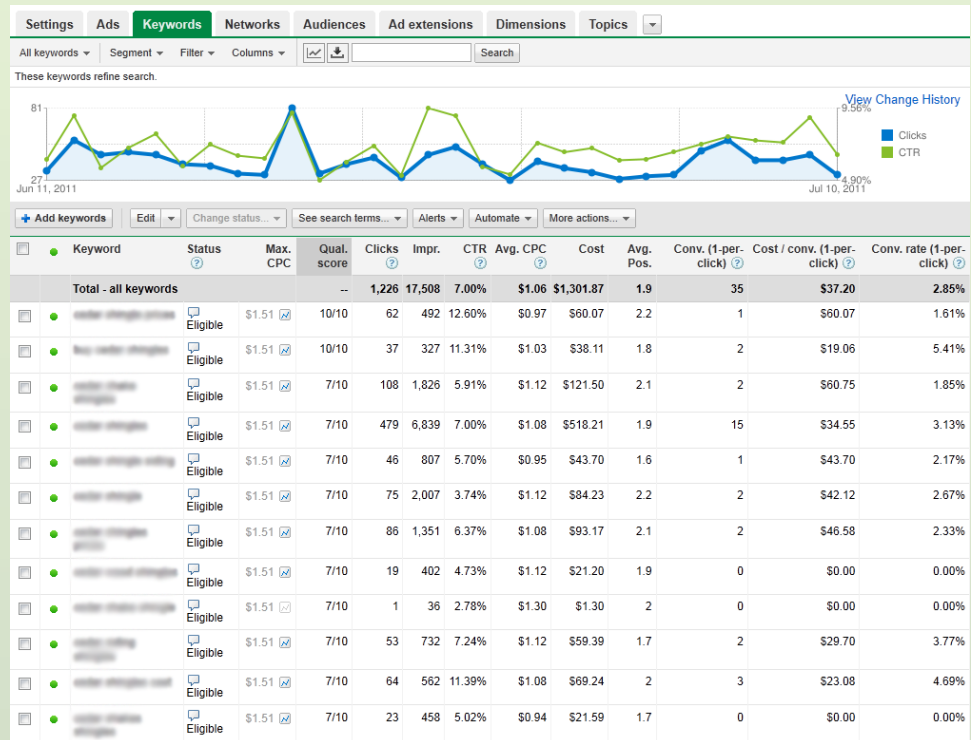 Settings Ads Keywords Networks Audiences Ad extensions Dimensions Topics
All keywords Segment Filter Columns Search
These keywords refine search.
View Change History
81 9.56%
Clicks
CTR
27 4.90%
Jun 11, 2011 Jul 10, 2011
+ Add keywords Edit Change status... See search terms... Alerts Automate More actions...
Keyword Status Max. Qual. Clicks Impr. CTR Avg. CPC Cost Avg. Conv. (1-per- Cost / conv. (1-per- Conv. rate (1-per-
? CPC score ? ? ? Pos. click) ? click) ? click) ?
Total - all keywords -- 1,226 17,508 7.00% $1.06 $1,301.87 1.9 35 $37.20 2.85%
$1.51 10/10 62 492 12.60% $0.97 $60.07 2.2 1 $60.07 1.61%
Eligible
$1.51 10/10 37 327 11.31% $1.03 $38.11 1.8 2 $19.06 5.41%
Eligible
$1.51 7/10 108 1,826 5.91% $1.12 $121.50 2.1 2 $60.75 1.85%
Eligible
$1.51 7/10 479 6,839 7.00% $1.08 $518.21 1.9 15 $34.55 3.13%
Eligible
$1.51 7/10 46 807 5.70% $0.95 $43.70 1.6 1 $43.70 2.17%
Eligible
$1.51 7/10 75 2,007 3.74% $1.12 $84.23 2.2 2 $42.12 2.67%
Eligible
$1.51 7/10 86 1,351 6.37% $1.08 $93.17 2.1 2 $46.58 2.33%
Eligible
$1.51 7/10 19 402 4.73% $1.12 $21.20 1.9 0 $0.00 0.00%
Eligible
$1.51 7/10 1 36 2.78% $1.30 $1.30 2 0 $0.00 0.00%
Eligible
$1.51 7/10 53 732 7.24% $1.12 $59.39 1.7 2 $29.70 3.77%
Eligible
$1.51 7/10 64 562 11.39% $1.08 $69.24 2 3 $23.08 4.69%
Eligible
$1.51 7/10 23 458 5.02% $0.94 $21.59 1.7 0 $0.00 0.00%
Eligible